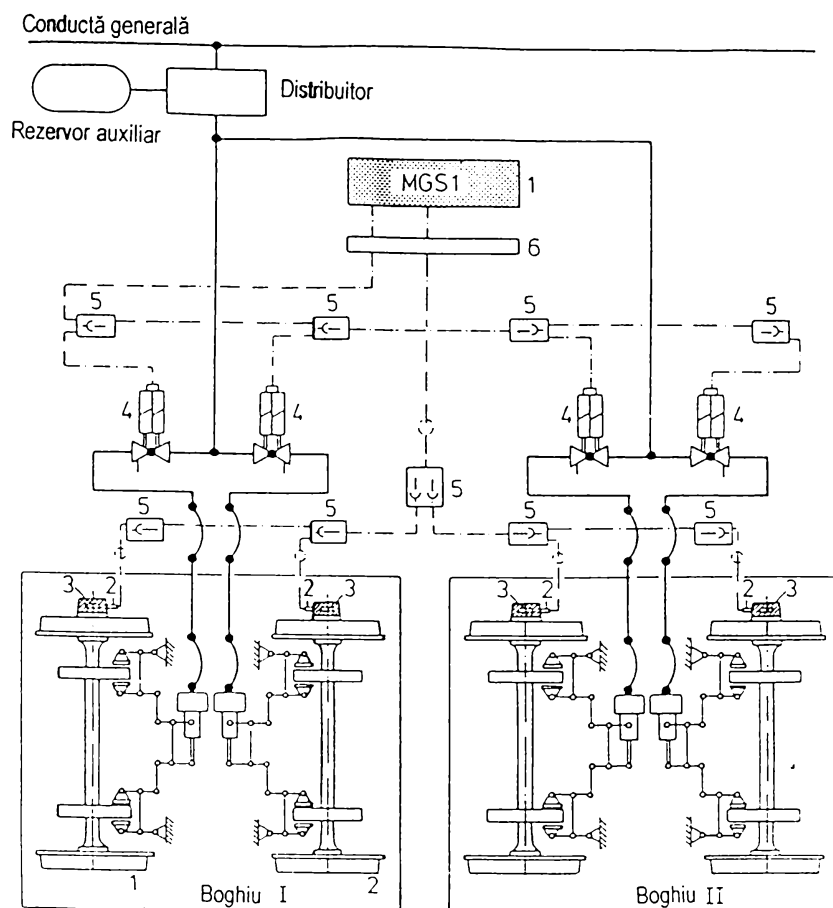 Conductă generală
Distribuitor
Rezervor auxiliar
MGS1 1
6
5 5 5 5
4 4 4 4
5
5 5 5 5
3 2 2 3 3 2 2 3
1 2
Boghiu I Boghiu II